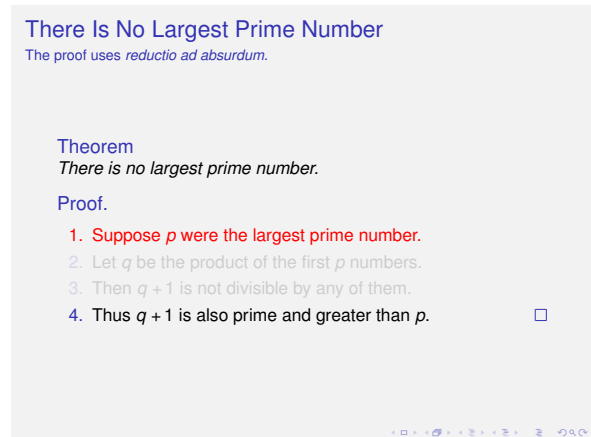 There Is No Largest Prime Number
The proof uses reductio ad absurdum.
Theorem
There is no largest prime number.
Proof.
1. Suppose p were the largest prime number.
2. Let q be the product of the first p numbers.
3. Then q + 1 is not divisible by any of them.
4. Thus q + 1 is also prime and greater than p. □